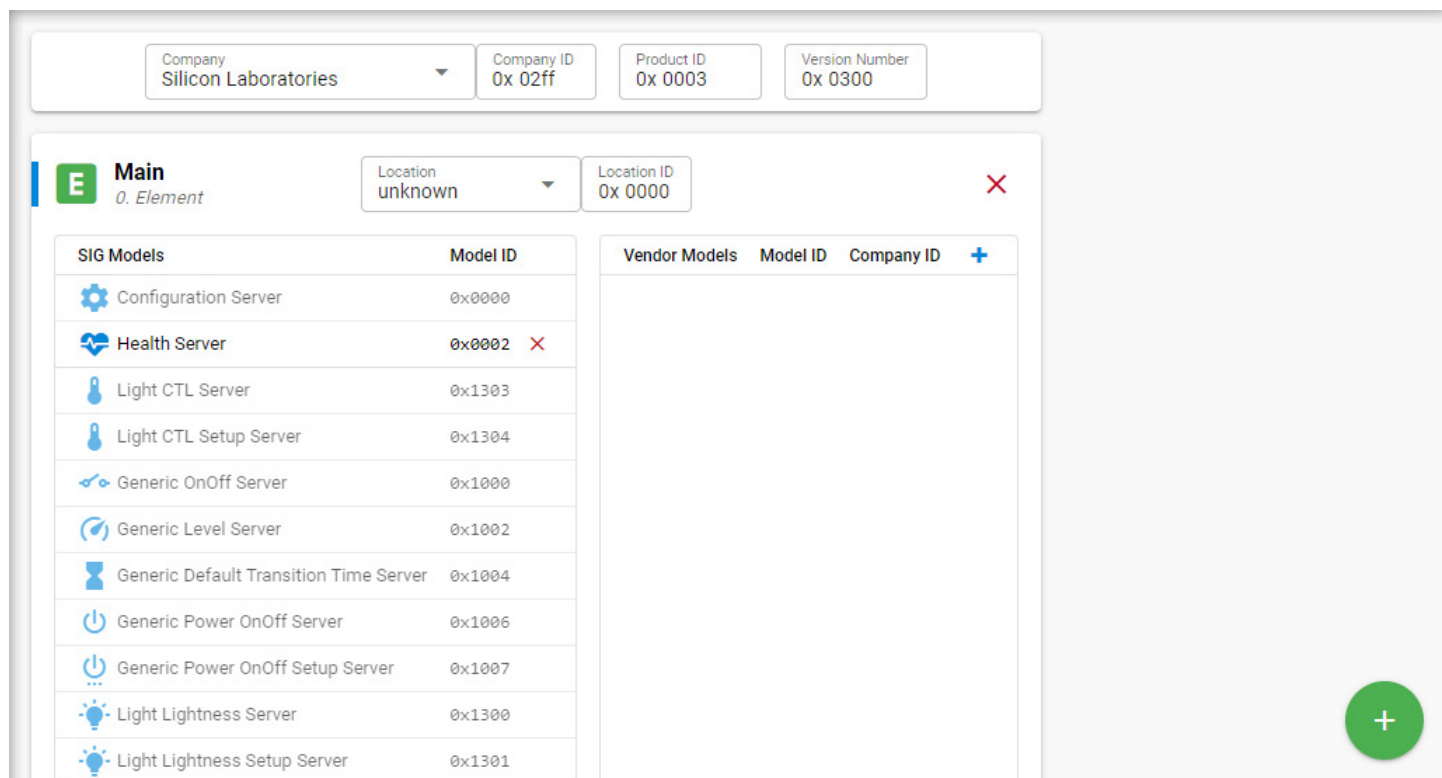 Company
Silicon Laboratories
Company ID
0x 02ff
Product ID
0x 0003
Version Number
0x 0300
E
Main
0. Element
Location
unknown
Location ID
0x 0000
SIG Models Model ID
Configuration Server 0x0000
Health Server 0x0002
Light CTL Server 0x1303
Light CTL Setup Server 0x1304
Generic OnOff Server 0x1000
Generic Level Server 0x1002
Generic Default Transition Time Server 0x1004
Generic Power OnOff Server 0x1006
Generic Power OnOff Setup Server 0x1007
Light Lightness Server 0x1300
Light Lightness Setup Server 0x1301
Vendor Models Model ID Company ID +
+